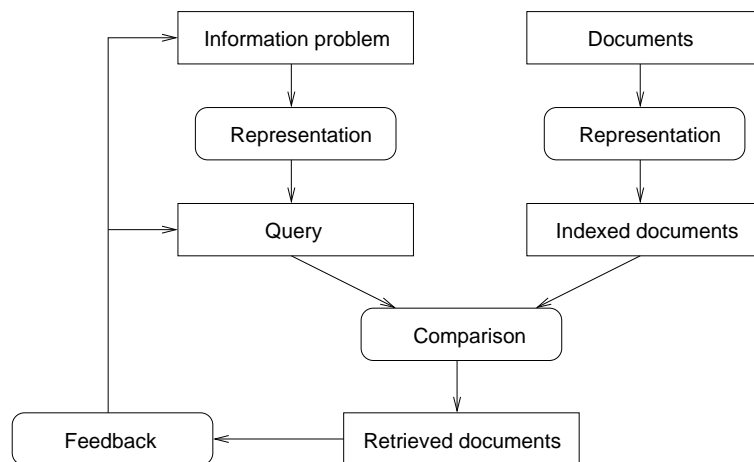 Information problem
Documents
Representation
Representation
Query
Indexed documents
Comparison
Feedback
Retrieved documents